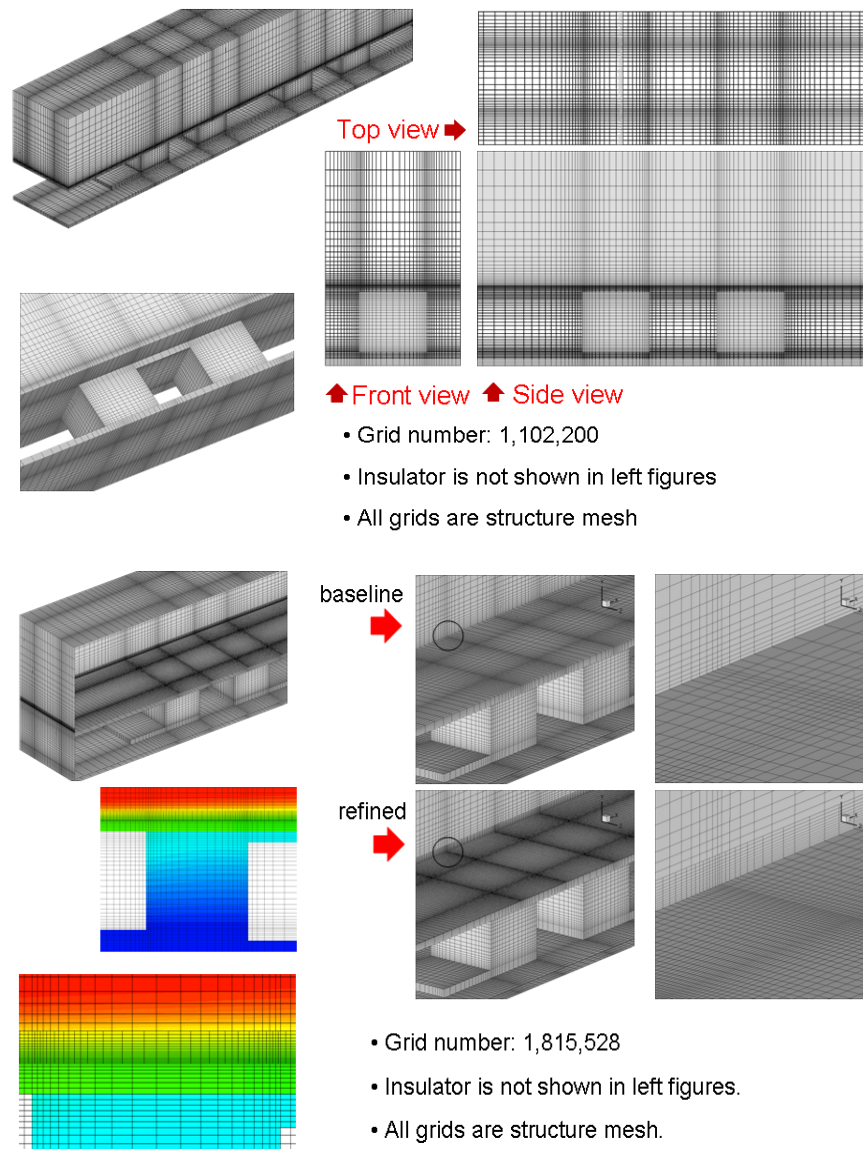 Top view
Front view
Side view
• Grid number: 1,102,200
• Insulator is not shown in left figures
• All grids are structure mesh
baseline
refined
• Grid number: 1,815,528
• Insulator is not shown in left figures.
• All grids are structure mesh.